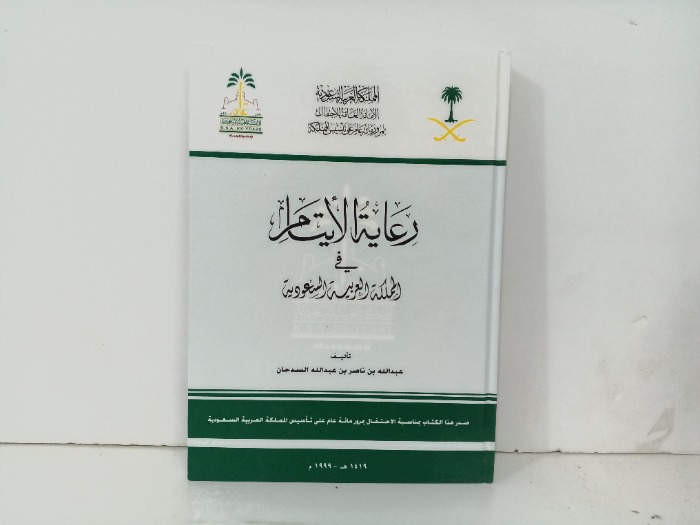 المملكة العربية السعودية
الأمانة العامة للاحتفال
بمرور مائة عام على تأسيس المملكة
K.S.A. 100 YEARS
رعاية الأيتام
في
المملكة العربية السعودية
تأليف
عبدالله بن ناصر بن عبدالله السدحان
صدر هذا الكتاب بمناسبة الاحتفال بمرور مائة عام على تأسيس المملكة العربية السعودية
١٤١٩ هـ - ١٩٩٩ م